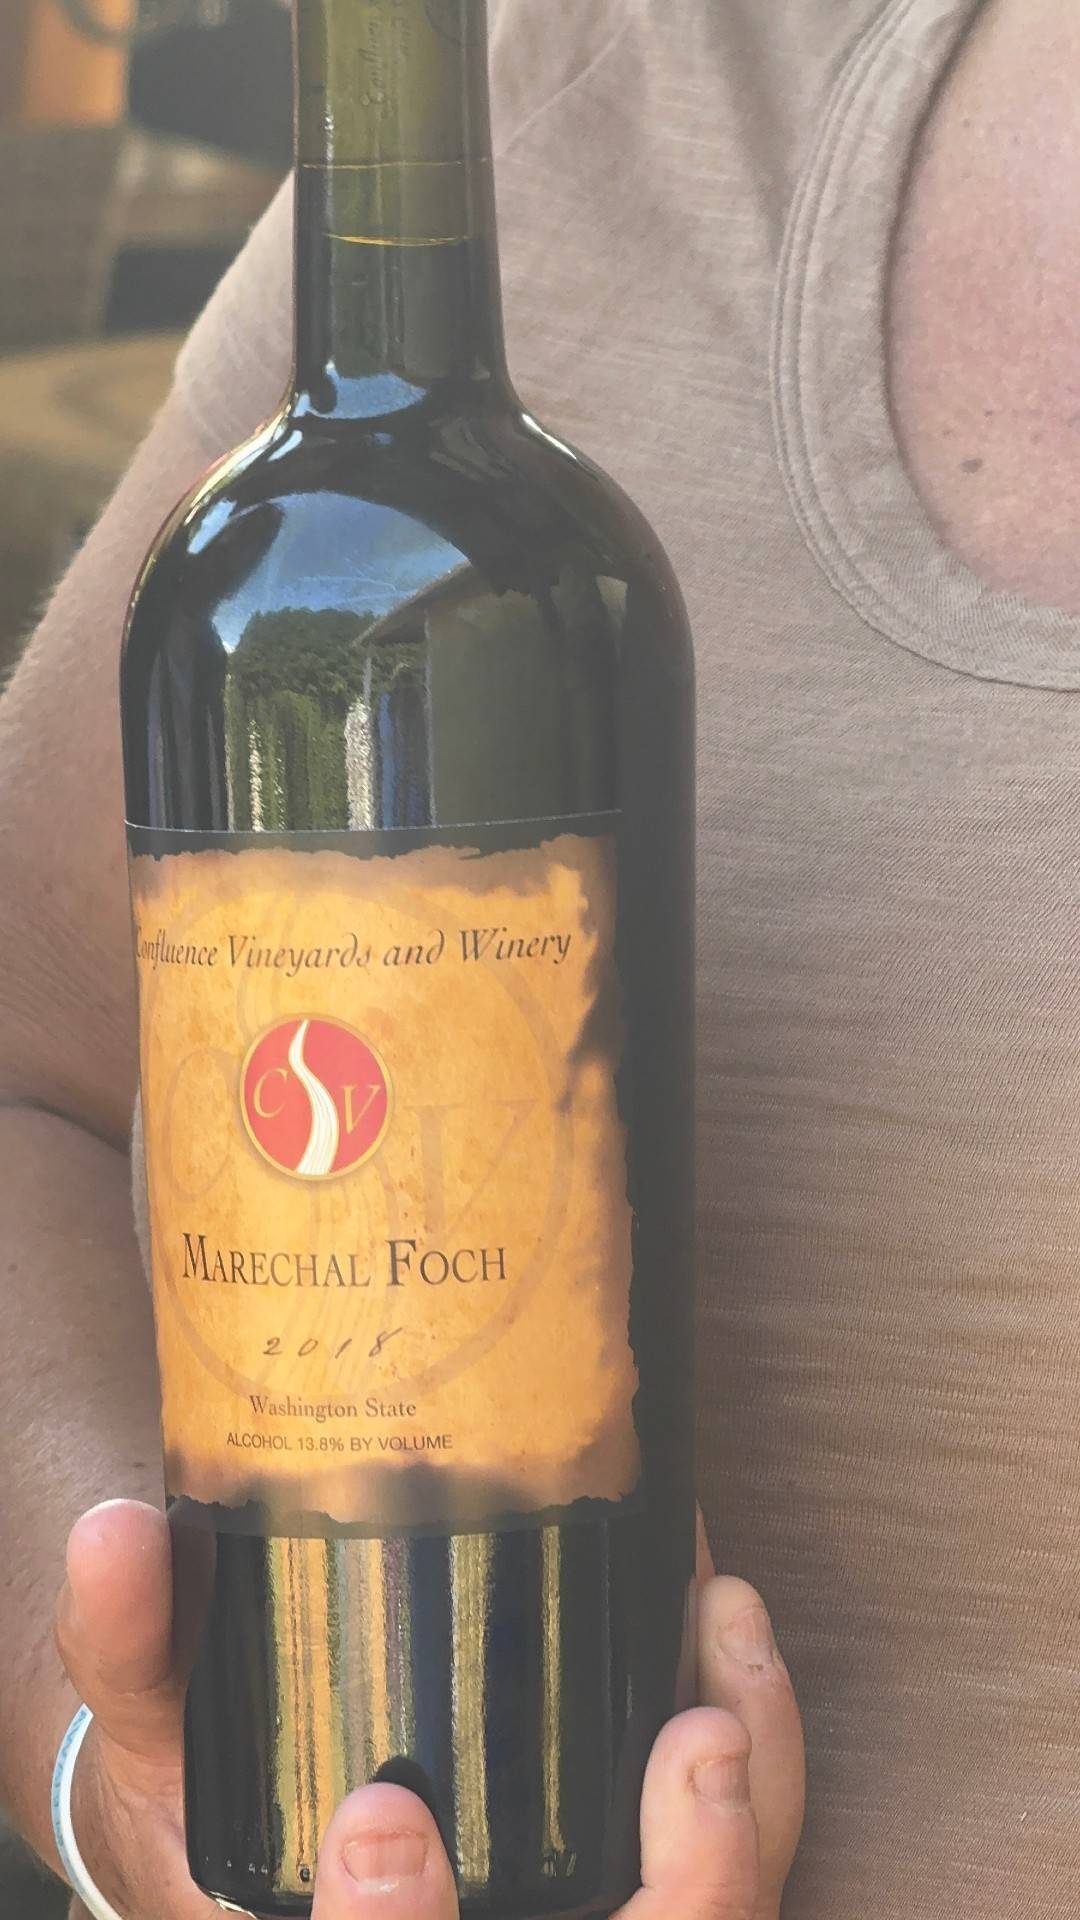 Confluence Vineyards and Winery
C V
MARECHAL FOCH
2018
Washington State
ALCOHOL 13.8% BY VOLUME